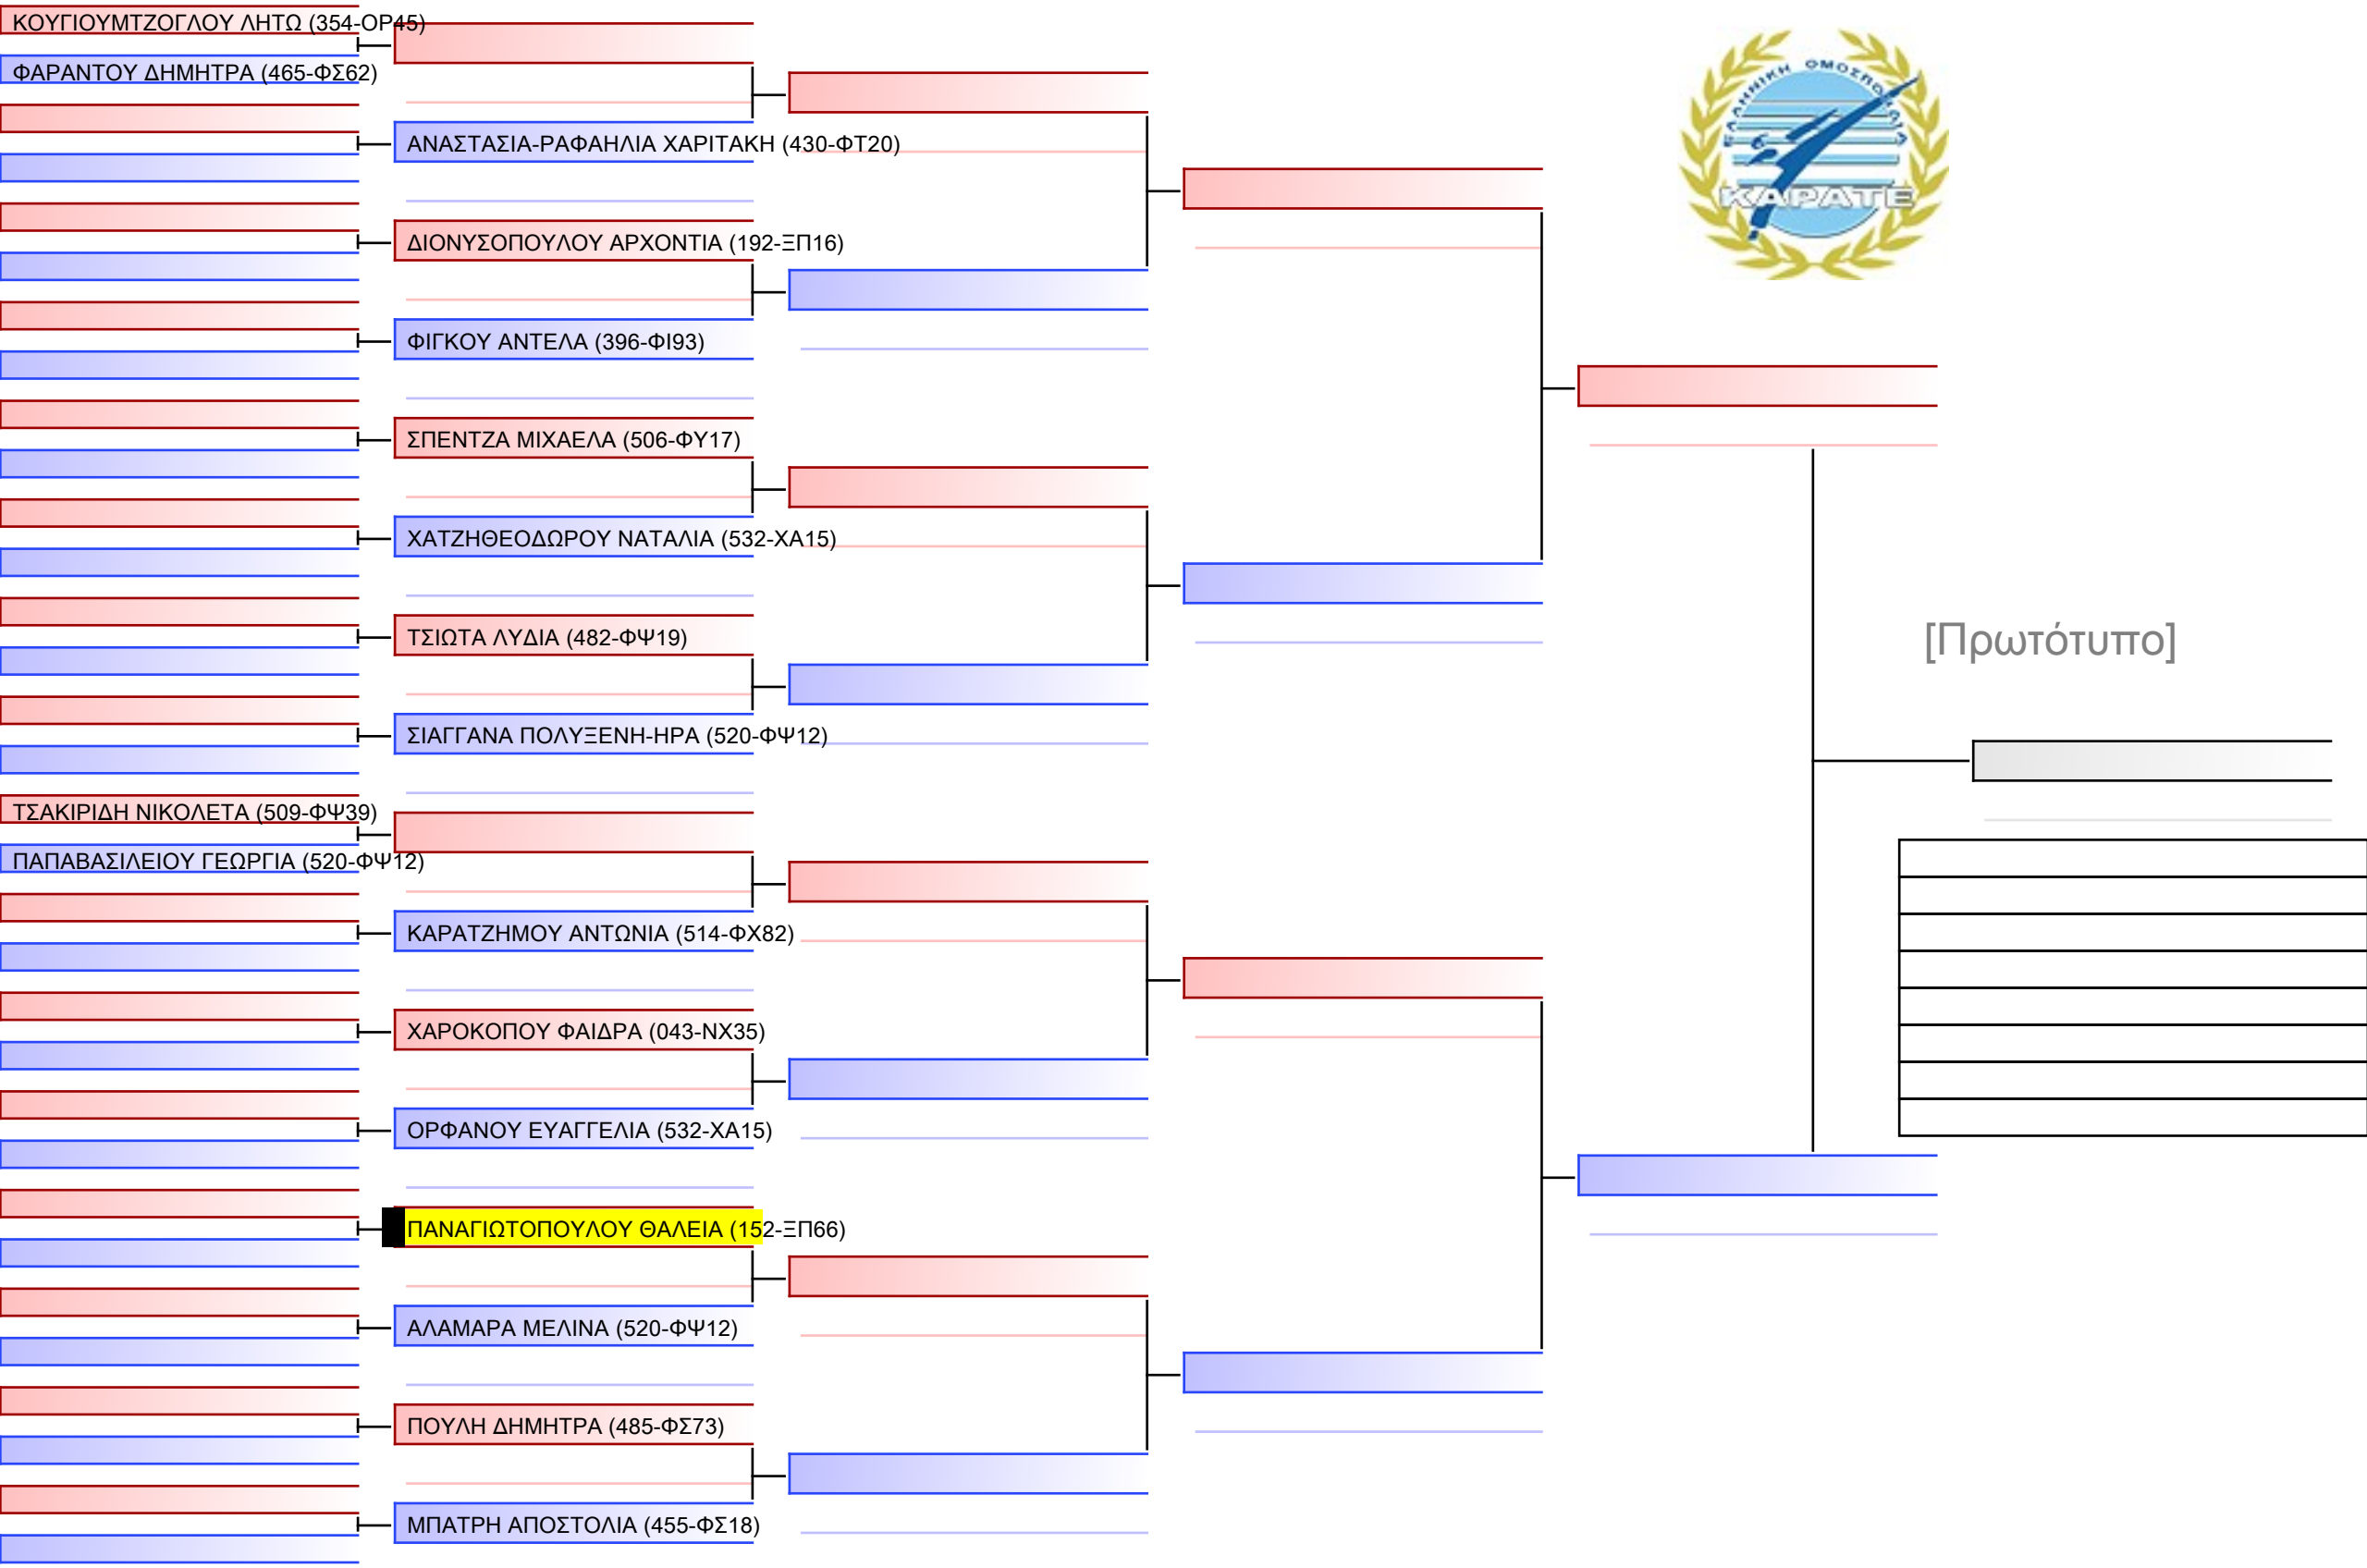 ΚΟΥΓΙΟΥΜΤΖΟΓΛΟΥ ΛΗΤΩ (354-ΟΡ45)
ΦΑΡΑΝΤΟΥ ΔΗΜΗΤΡΑ (465-ΦΣ62)
ΑΝΑΣΤΑΣΙΑ-ΡΑΦΑΗΛΙΑ ΧΑΡΙΤΑΚΗ (430-ΦΤ20)
ΔΙΟΝΥΣΟΠΟΥΛΟΥ ΑΡΧΟΝΤΙΑ (192-ΞΠ16)
ΦΙΓΚΟΥ ΑΝΤΕΛΑ (396-ΦΙ93)
ΣΠΕΝΤΖΑ ΜΙΧΑΕΛΑ (506-ΦΥ17)
ΧΑΤΖΗΘΕΟΔΩΡΟΥ ΝΑΤΑΛΙΑ (532-ΧΑ15)
ΤΣΙΩΤΑ ΛΥΔΙΑ (482-ΦΨ19)
ΣΙΑΓΓΑΝΑ ΠΟΛΥΞΕΝΗ-ΗΡΑ (520-ΦΨ12)
ΤΣΑΚΙΡΙΔΗ ΝΙΚΟΛΕΤΑ (509-ΦΨ39)
ΠΑΠΑΒΑΣΙΛΕΙΟΥ ΓΕΩΡΓΙΑ (520-ΦΨ12)
ΚΑΡΑΤΖΗΜΟΥ ΑΝΤΩΝΙΑ (514-ΦΧ82)
ΧΑΡΟΚΟΠΟΥ ΦΑΙΔΡΑ (043-ΝΧ35)
ΟΡΦΑΝΟΥ ΕΥΑΓΓΕΛΙΑ (532-ΧΑ15)
ΠΑΝΑΓΙΩΤΟΠΟΥΛΟΥ ΘΑΛΕΙΑ (152-ΞΠ66)
ΑΛΑΜΑΡΑ ΜΕΛΙΝΑ (520-ΦΨ12)
ΠΟΥΛΗ ΔΗΜΗΤΡΑ (485-ΦΣ73)
ΜΠΑΤΡΗ ΑΠΟΣΤΟΛΙΑ (455-ΦΣ18)
ΕΛΛΗΝΙΚΗ ΟΜΟΣΠΟΝΔΙΑ
ΚΑΡΑΤΕ
[Πρωτότυπο]